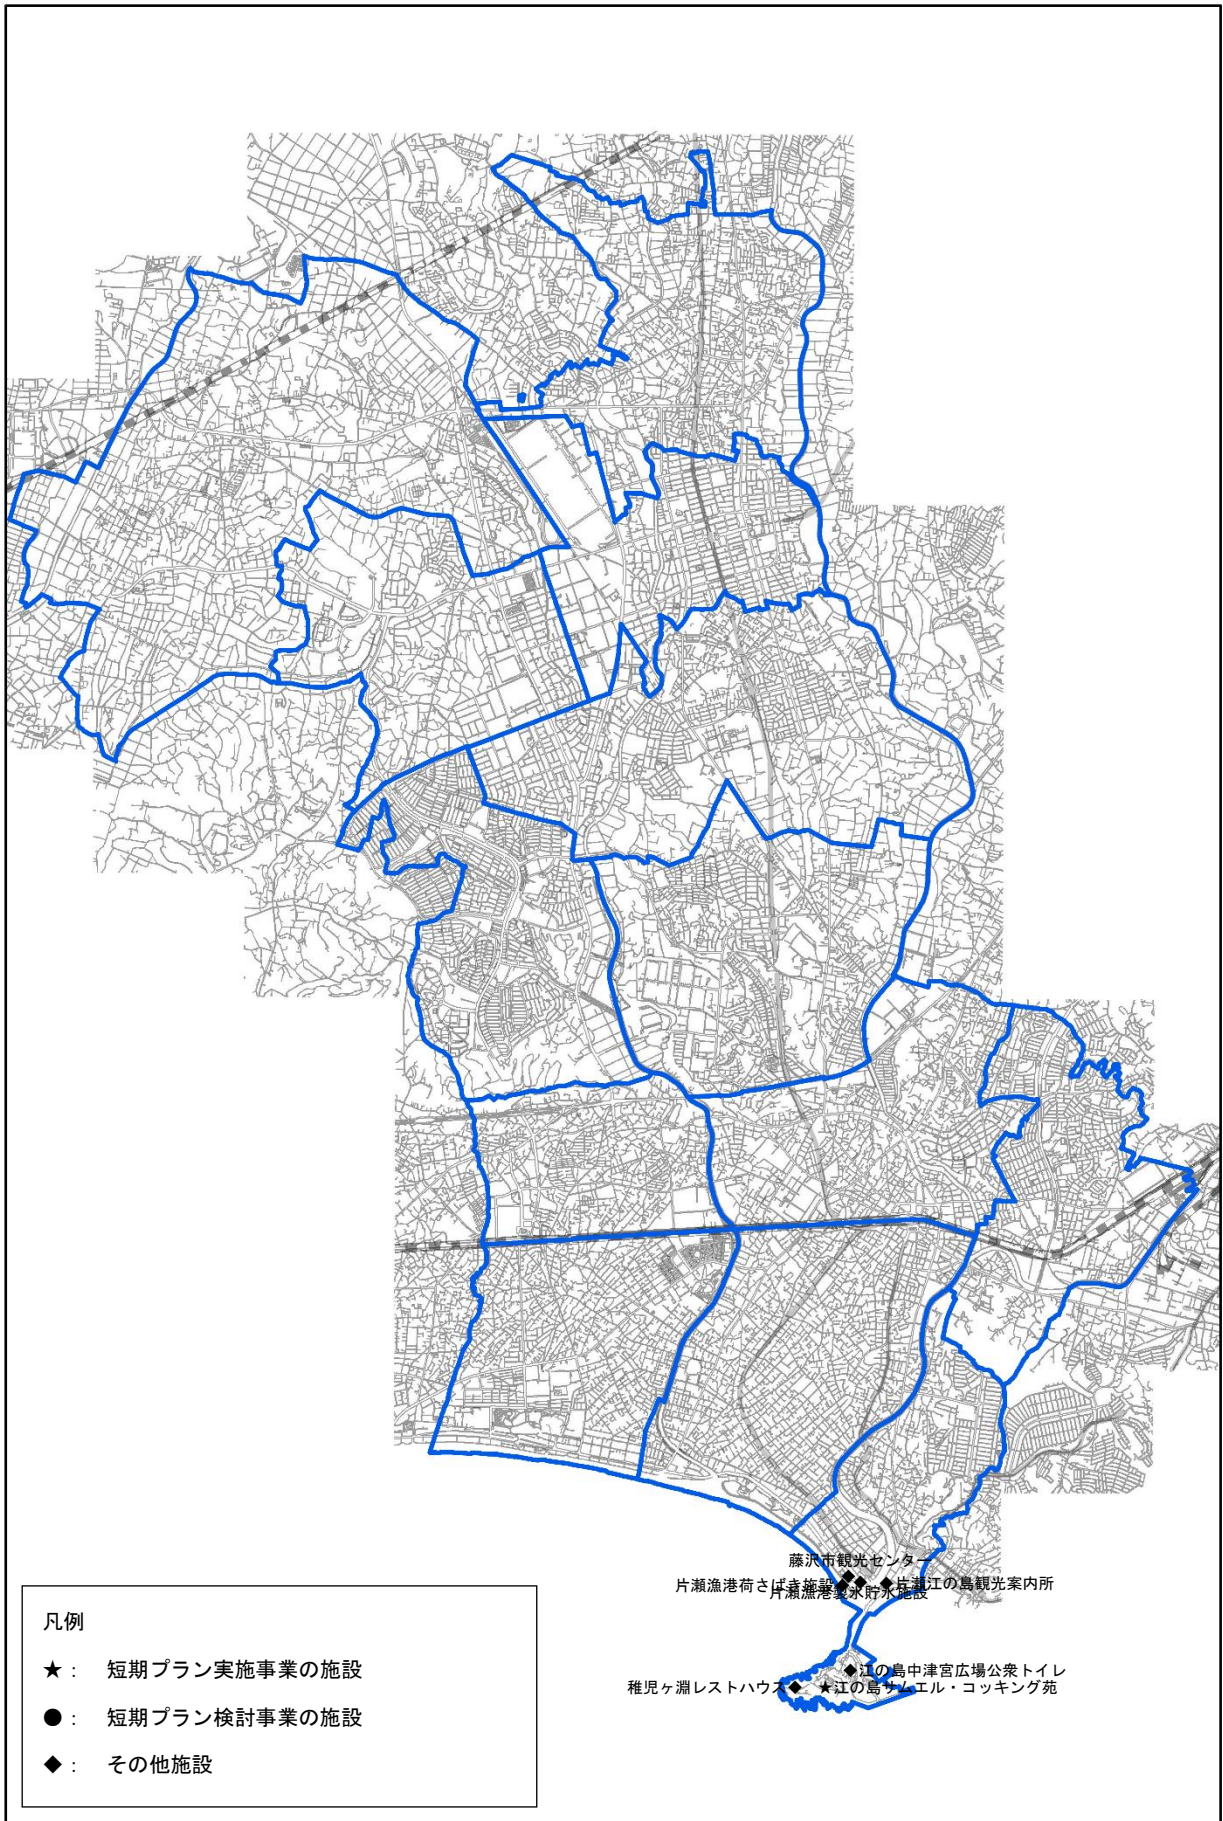 藤沢市観光センター
片瀬漁港荷さばき施設◆
◆片瀬江の島観光案内所
片瀬漁港製氷貯氷施設
◆江の島中津宮広場公衆トイレ
稚児ヶ淵レストハウス◆
★江の島サムエル・コッキング苑
凡例
★： 短期プラン実施事業の施設
●： 短期プラン検討事業の施設
◆： その他施設